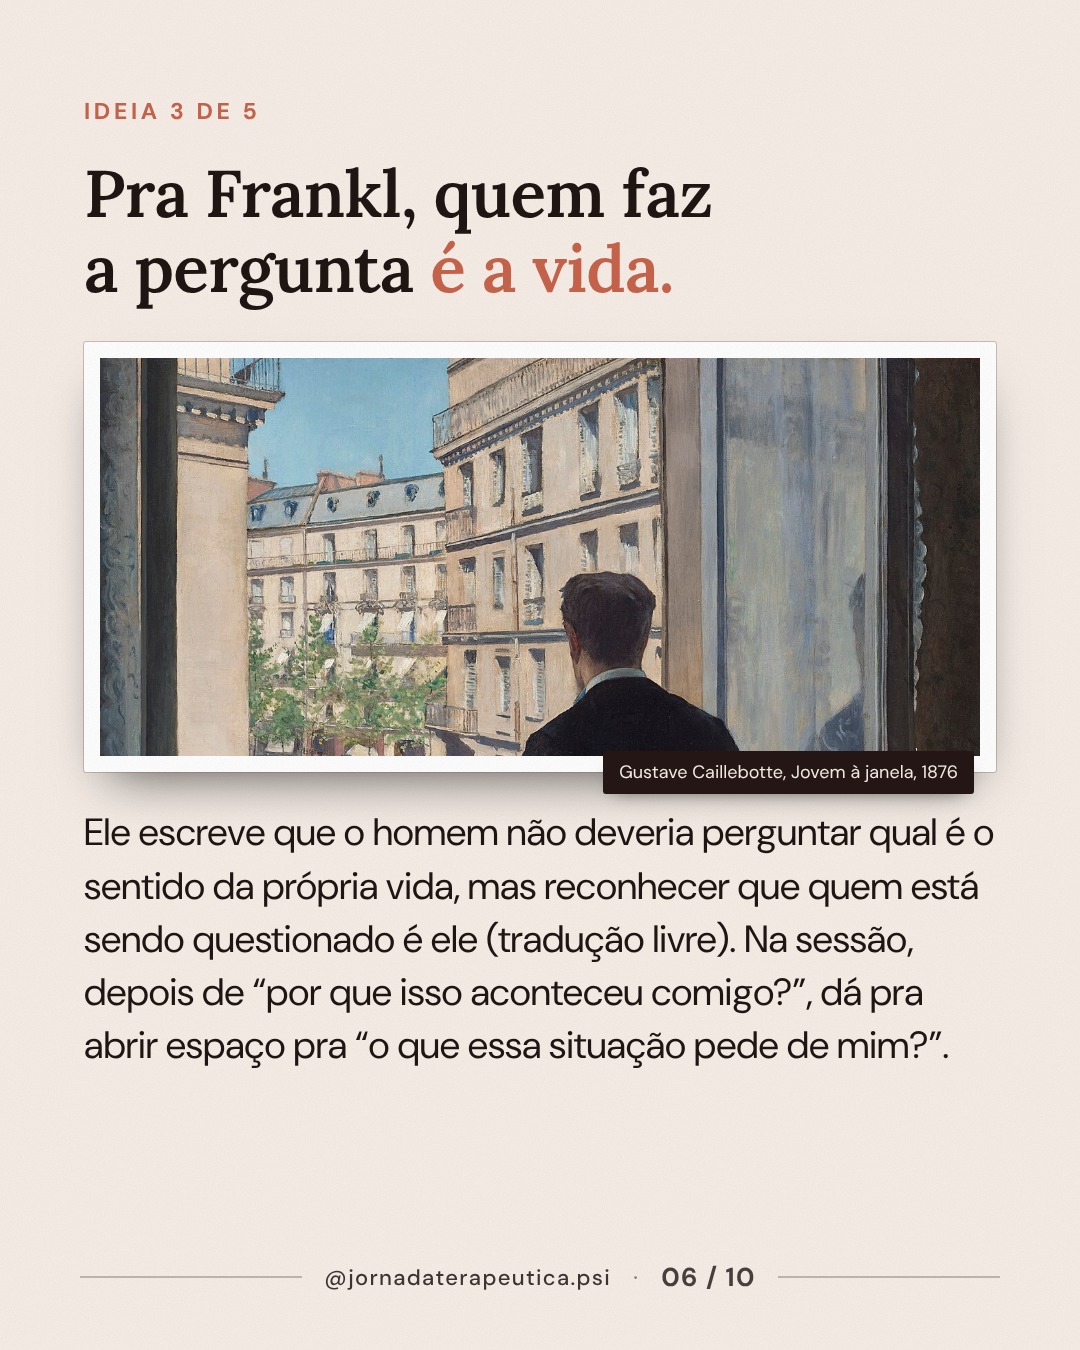 IDEIA 3 DE 5
Pra Frankl, quem faz
a pergunta é a vida.
Gustave Caillebotte, Jovem à janela, 1876
Ele escreve que o homem não deveria perguntar qual é o
sentido da própria vida, mas reconhecer que quem está
sendo questionado é ele (tradução livre). Na sessão,
depois de “por que isso aconteceu comigo?”, dá pra
abrir espaço pra “o que essa situação pede de mim?”.
@jornadaterapeutica.psi · 06 / 10